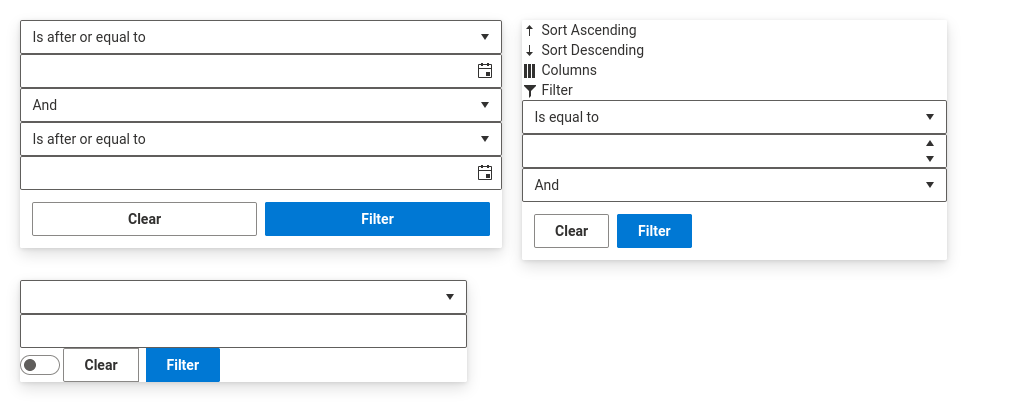 Is after or equal to
And
Is after or equal to
Clear
Filter
Sort Ascending
Sort Descending
Columns
Filter
Is equal to
And
Clear
Filter
Clear
Filter